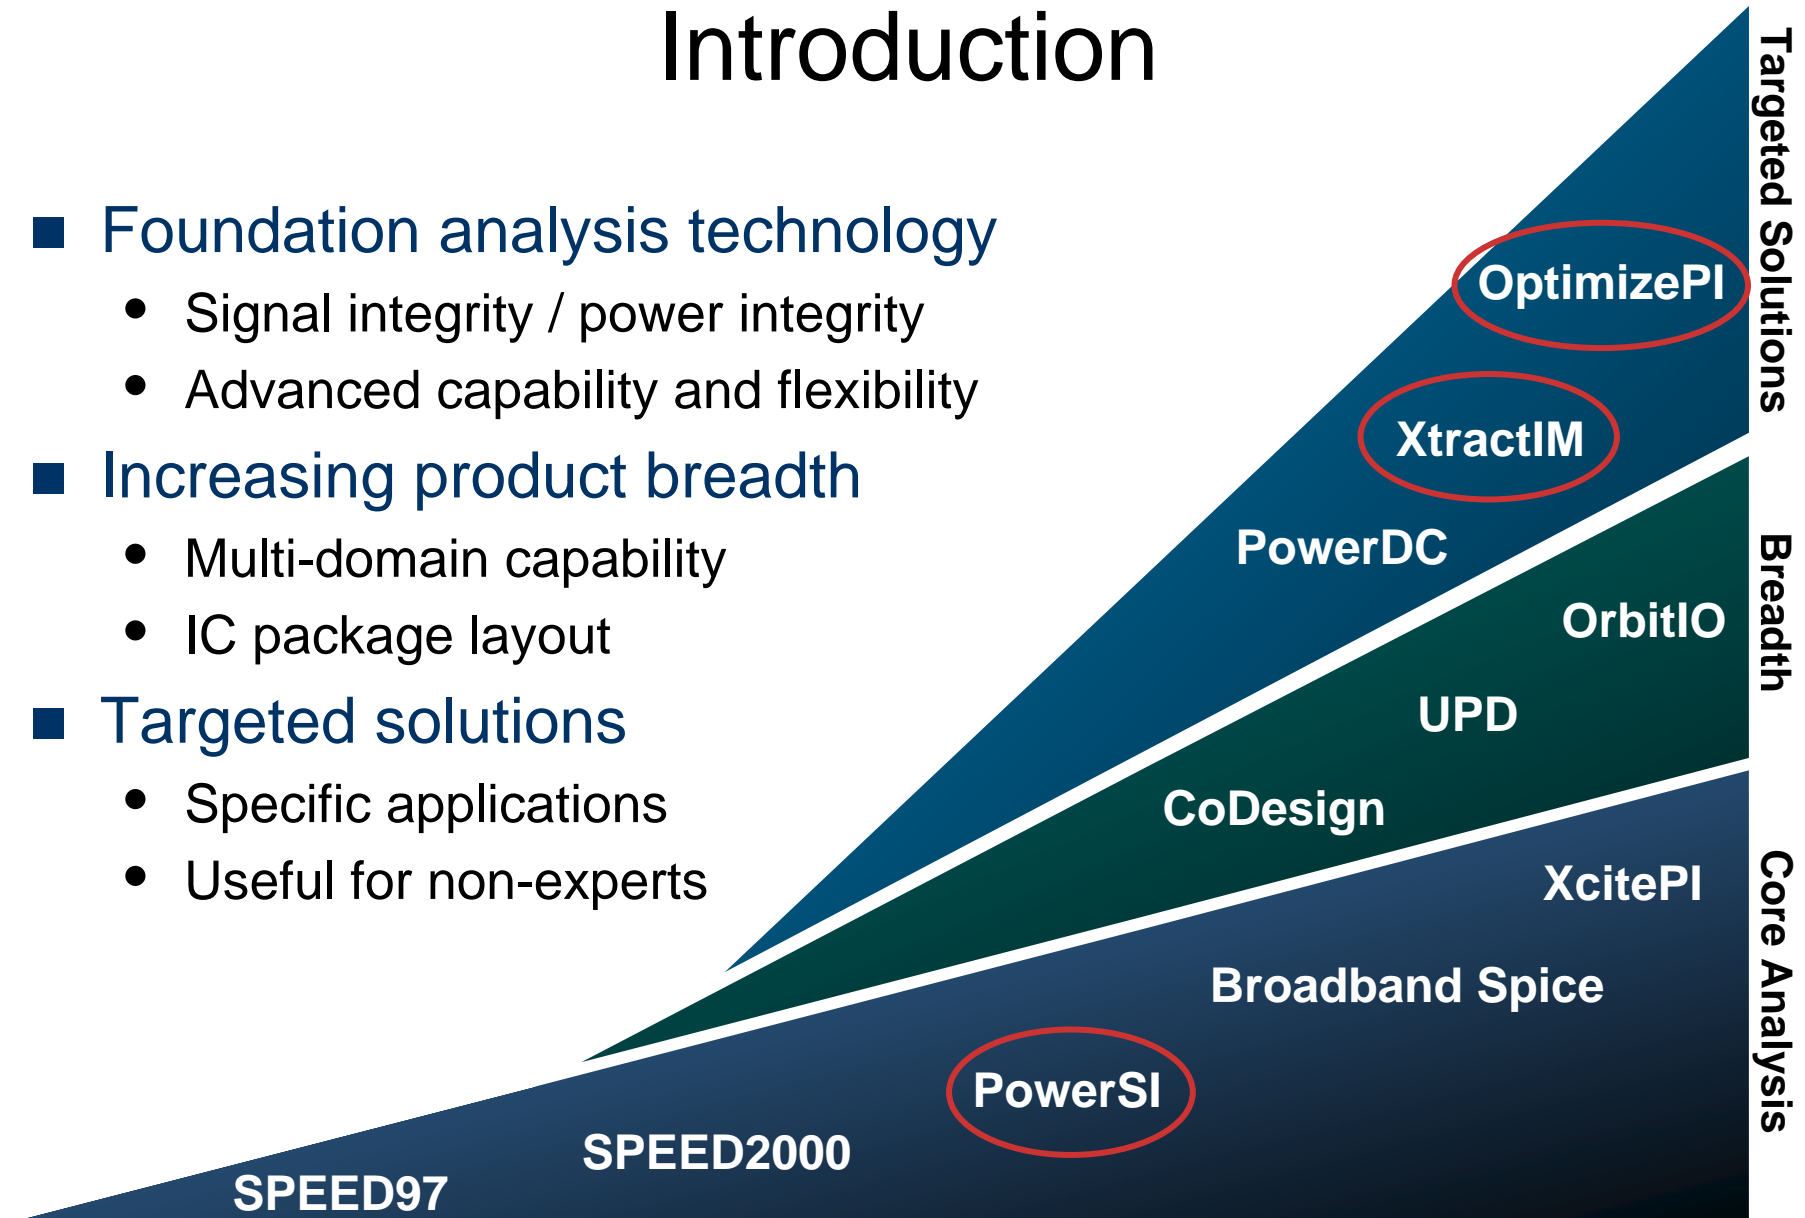 Introduction
Foundation analysis technology
Signal integrity / power integrity
Advanced capability and flexibility
Increasing product breadth
Multi-domain capability
IC package layout
Targeted solutions
Specific applications
Useful for non-experts
OptimizePI
XtractIM
PowerDC
OrbitIO
UPD
CoDesign
XcitePI
Broadband Spice
PowerSI
SPEED2000
SPEED97
Targeted Solutions
Breadth
Core Analysis